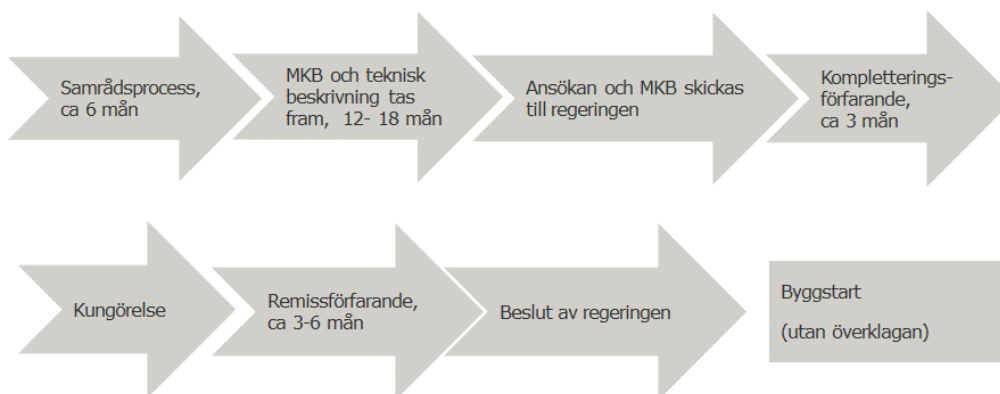 Samrådsprocess,
ca 6 mån
MKB och teknisk
beskrivning tas
fram, 12- 18 mån
Ansökan och MKB skickas
till regeringen
Kompletterings-
förfarande,
ca 3 mån
Kungörelse
Remissförfarande,
ca 3-6 mån
Beslut av regeringen
Byggstart
(utan överklagan)